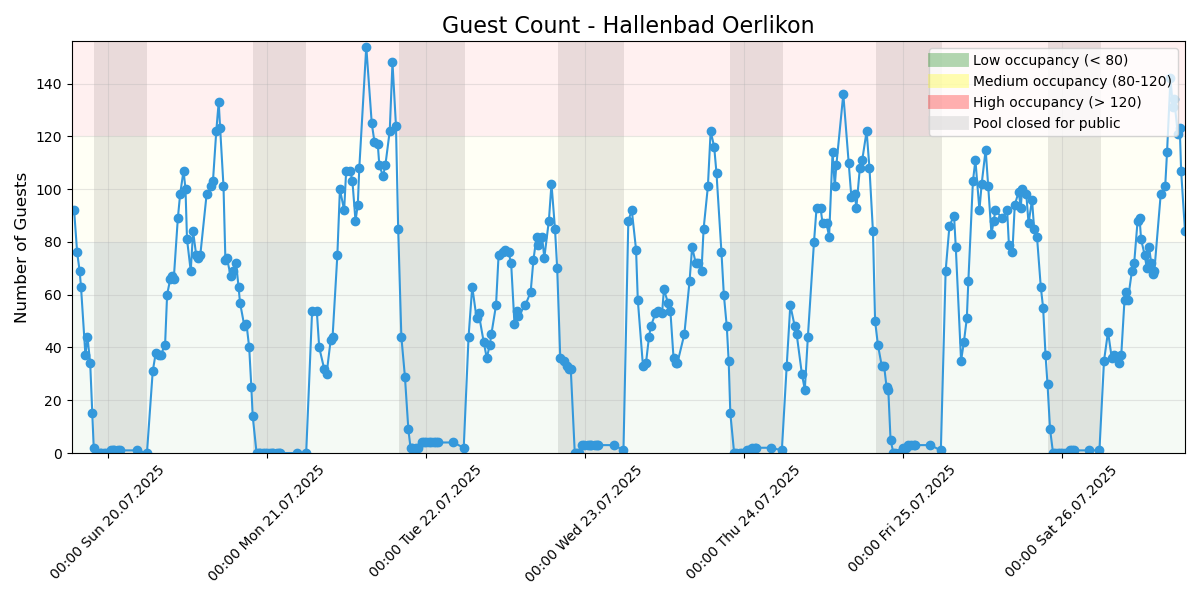 Guest Count - Hallenbad Oerlikon
Number of Guests
140
120
100
80
60
40
20
0
Low occupancy (< 80)
Medium occupancy (80-120)
High occupancy (> 120)
Pool closed for public
00:00 Sun 20.07.2025
00:00 Mon 21.07.2025
00:00 Tue 22.07.2025
00:00 Wed 23.07.2025
00:00 Thu 24.07.2025
00:00 Fri 25.07.2025
00:00 Sat 26.07.2025